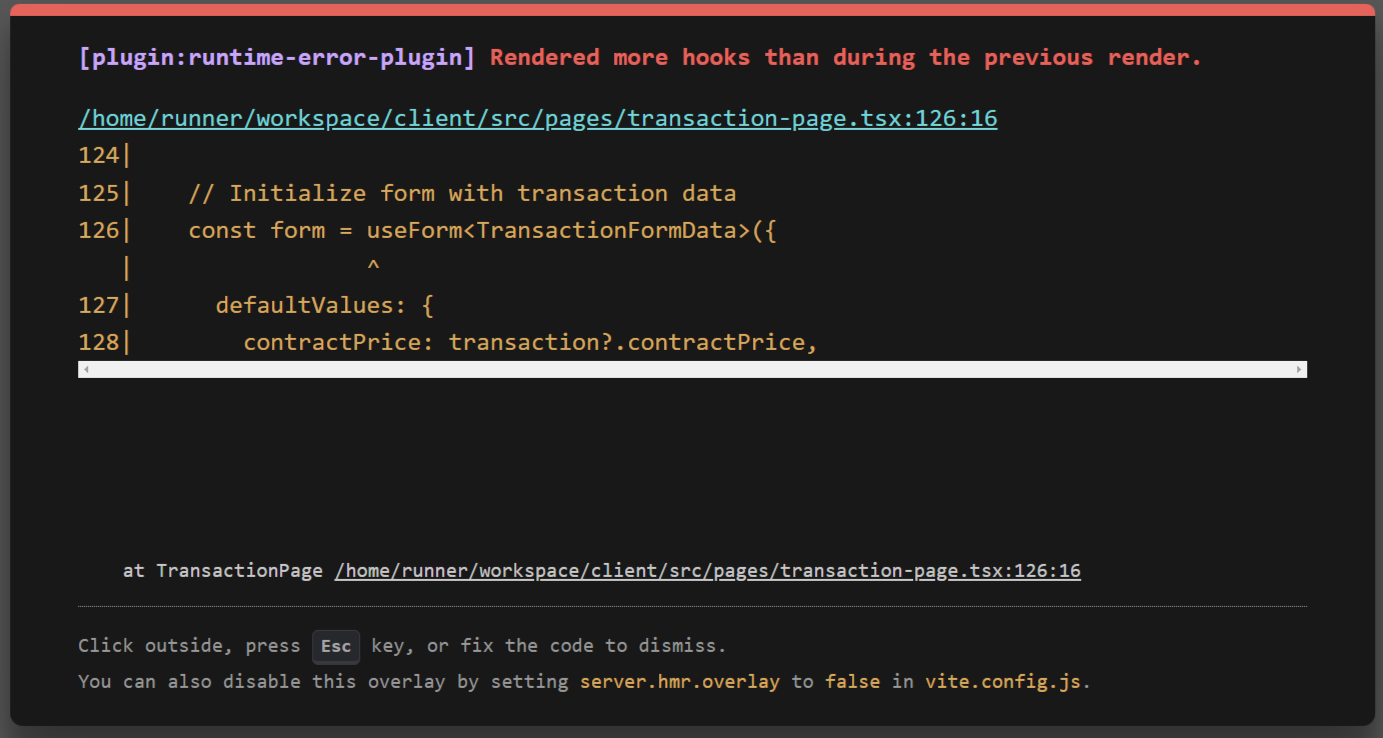 [plugin:runtime-error-plugin] Rendered more hooks than during the previous render.
/home/runner/workspace/client/src/pages/transaction-page.tsx:126:16
124|
125|    // Initialize form with transaction data
126|    const form = useForm<TransactionFormData>({
   |                 ^
127|      defaultValues: {
128|        contractPrice: transaction?.contractPrice,
at TransactionPage /home/runner/workspace/client/src/pages/transaction-page.tsx:126:16
Click outside, press Esc key, or fix the code to dismiss.
You can also disable this overlay by setting server.hmr.overlay to false in vite.config.js.